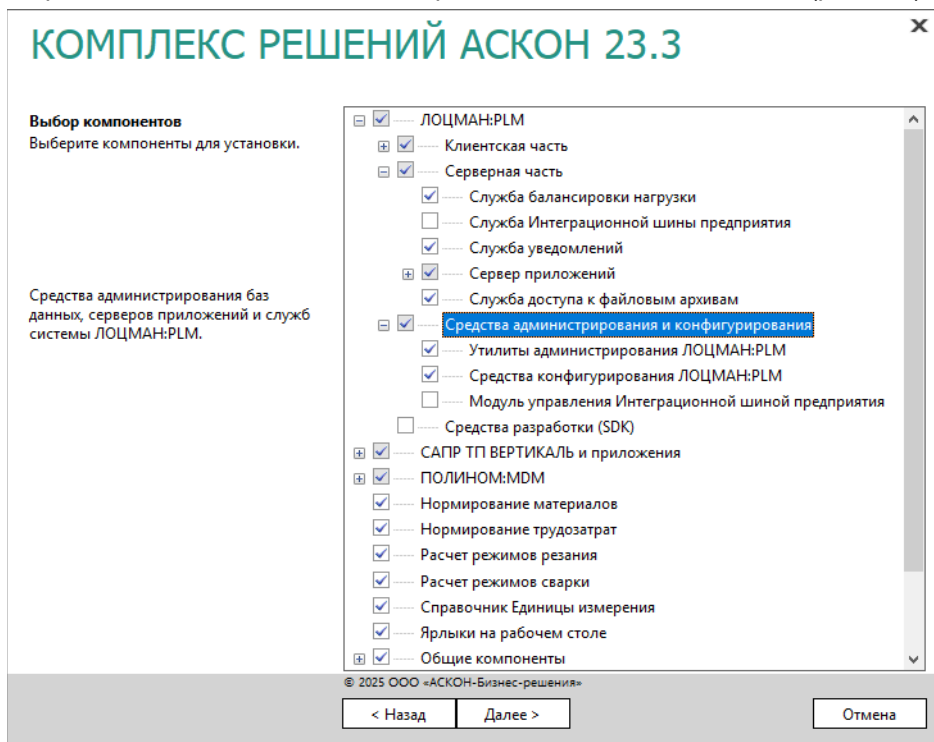 КОМПЛЕКС РЕШЕНИЙ АСКОН 23.3
Выбор компонентов
Выберите компоненты для установки.
Средства администрирования баз
данных, серверов приложений и служб
системы ЛОЦМАН:PLM.
ЛОЦМАН:PLM
Клиентская часть
Серверная часть
Служба балансировки нагрузки
Служба Интеграционной шины предприятия
Служба уведомлений
Сервер приложений
Служба доступа к файловым архивам
Средства администрирования и конфигурирования
Утилиты администрирования ЛОЦМАН:PLM
Средства конфигурирования ЛОЦМАН:PLM
Модуль управления Интеграционной шиной предприятия
Средства разработки (SDK)
САПР ТП ВЕРТИКАЛЬ и приложения
ПОЛИНОМ:MDM
Нормирование материалов
Нормирование трудозатрат
Расчет режимов резания
Расчет режимов сварки
Справочник Единицы измерения
Ярлыки на рабочем столе
Общие компоненты
© 2025 ООО «АСКОН-Бизнес-решения»
< Назад
Далее >
Отмена